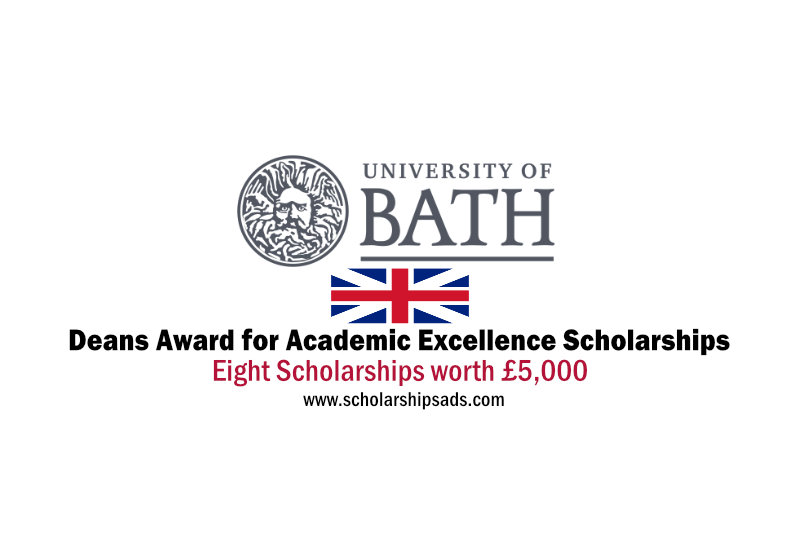 UNIVERSITY OF
BATH
Deans Award for Academic Excellence Scholarships
Eight Scholarships worth £5,000
www.scholarshipsads.com